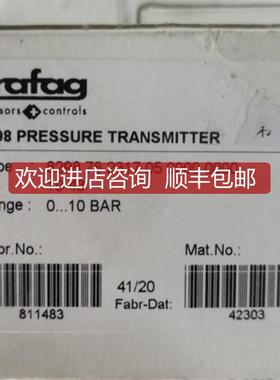 rafag
sors controls
98 PRESSURE TRANSMITTER
欢迎进店咨询 顺丰包邮
nge : 0...10 BAR
br.No.:
Mat.No.:
41/20
Fabr-Dat:
811483
42303